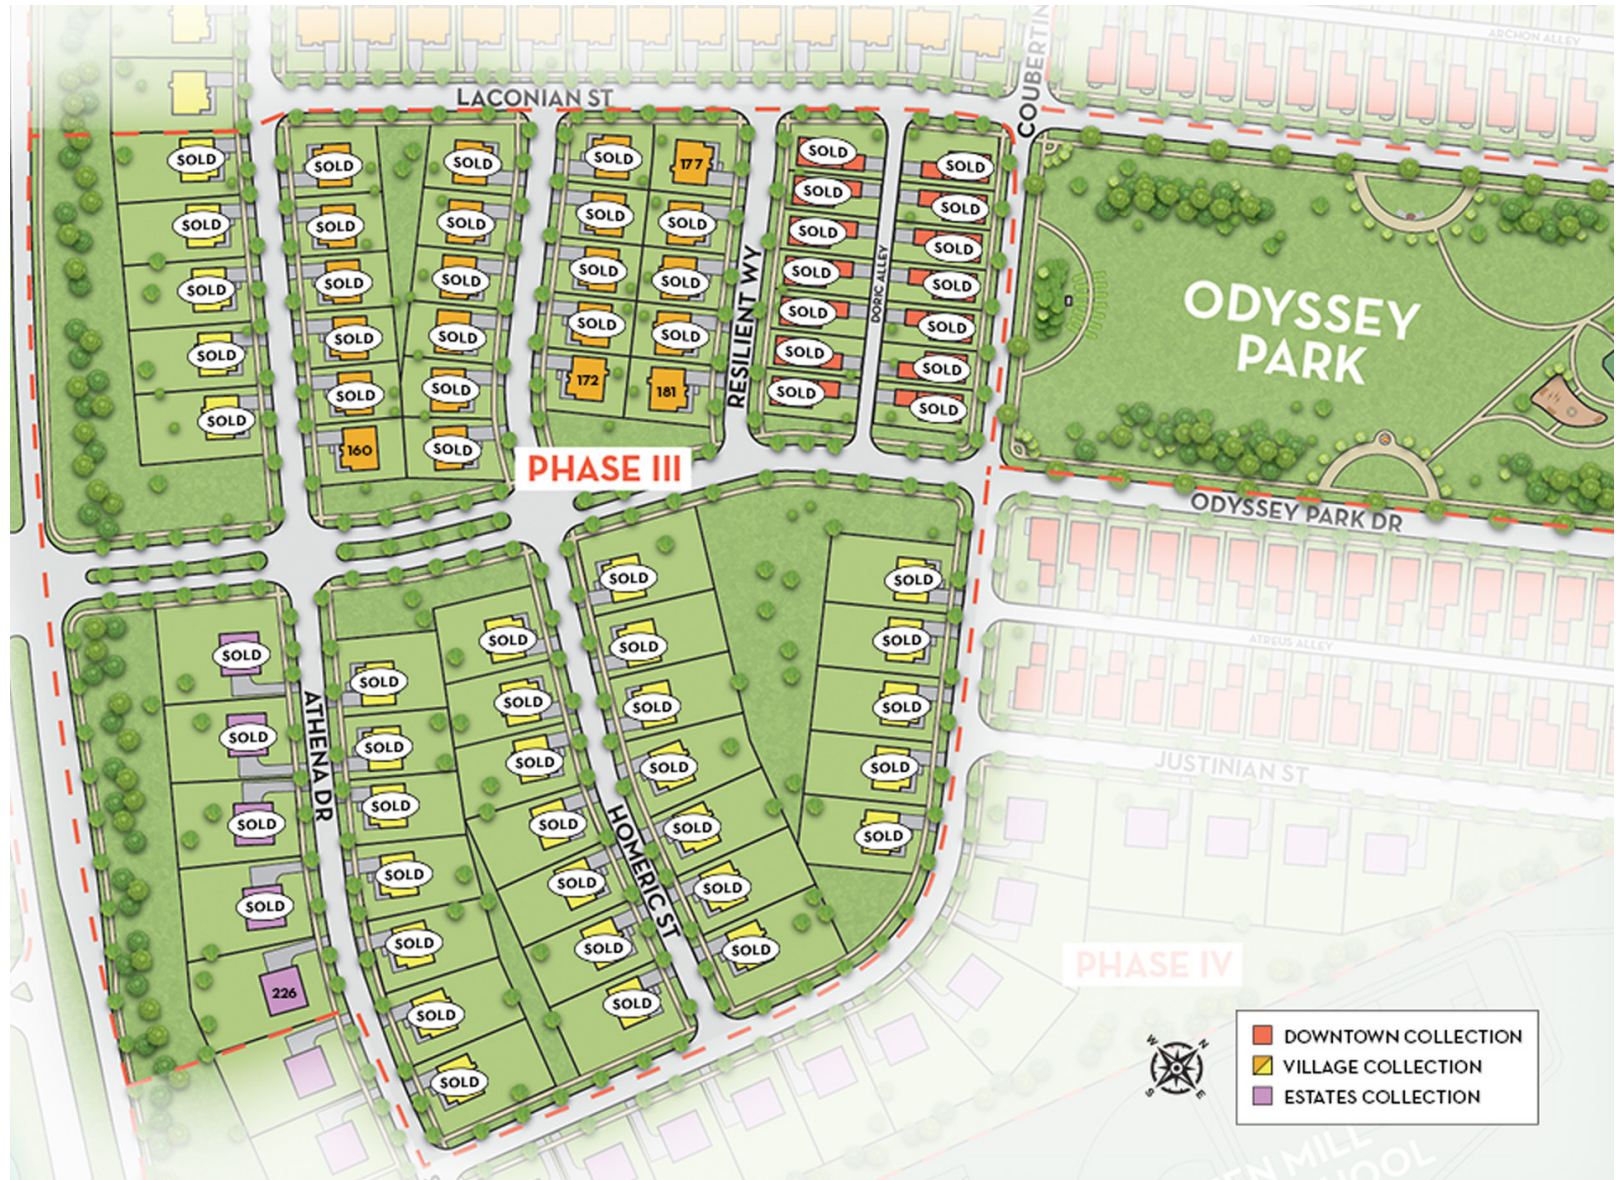 ARCHON ALLEY
COUBERTIN
LACONIAN ST
SOLD
SOLD
SOLD
SOLD
SOLD
SOLD
SOLD
SOLD
SOLD
SOLD
160
SOLD
SOLD
SOLD
SOLD
SOLD
SOLD
SOLD
SOLD
SOLD
SOLD
172
177
SOLD
SOLD
SOLD
181
RESILIENT WY
SOLD
SOLD
SOLD
SOLD
SOLD
SOLD
SOLD
DORIC ALLEY
SOLD
SOLD
SOLD
SOLD
SOLD
SOLD
SOLD
ODYSSEY
PARK
PHASE III
ODYSSEY PARK DR
ATREUS ALLEY
JUSTINIAN ST
SOLD
SOLD
SOLD
SOLD
226
ATHENA DR
SOLD
SOLD
SOLD
SOLD
SOLD
SOLD
SOLD
SOLD
SOLD
SOLD
SOLD
SOLD
SOLD
SOLD
HOMERIC ST
SOLD
SOLD
SOLD
SOLD
SOLD
SOLD
SOLD
SOLD
SOLD
SOLD
SOLD
SOLD
PHASE IV
N
W
E
S
DOWNTOWN COLLECTION
VILLAGE COLLECTION
ESTATES COLLECTION
MILL